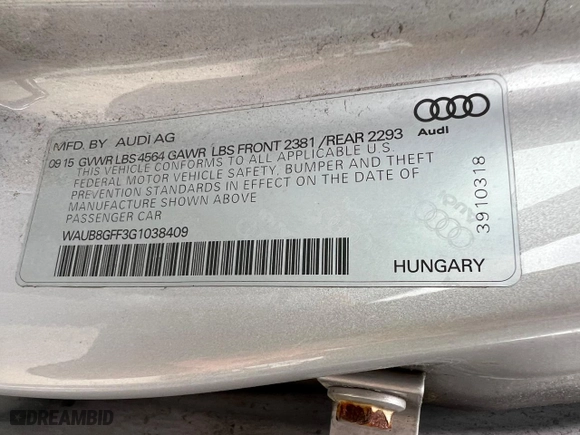 MFD. BY AUDI AG
09 15 GVWR LBS 4564 GAWR LBS FRONT 2381 / REAR 2293
THIS VEHICLE CONFORMS TO ALL APPLICABLE U.S.
FEDERAL MOTOR VEHICLE SAFETY, BUMPER AND THEFT
PREVENTION STANDARDS IN EFFECT ON THE DATE OF
MANUFACTURE SHOWN ABOVE
PASSENGER CAR
WAUB8GFF3G1038409
Audi
3910318
Audi
HUNGARY
DREAMBID